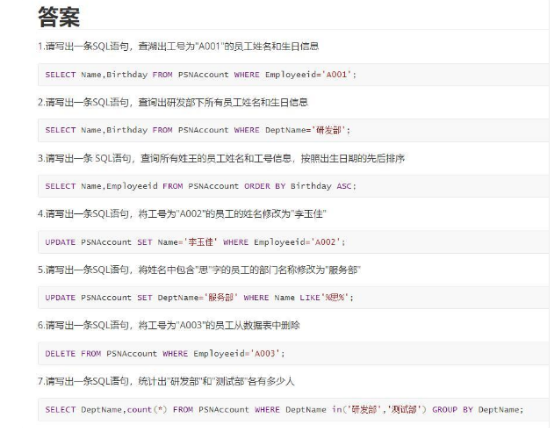 答案
1.请写出一条SQL语句，查湖出工号为"A001"的员工姓名和生日信息
SELECT Name,Birthday FROM PSNAccount WHERE Employeeid='A001';
2.请写出一条SQL语句，查询出研发部下所有员工姓名和生日信息
SELECT Name,Birthday FROM PSNAccount WHERE DeptName='研发部';
3.请写出一条 SQL语句，查询所有姓王的员工姓名和工号信息，按照出生日期的先后排序
SELECT Name,Employeeid FROM PSNAccount ORDER BY Birthday ASC;
4.请写出一条SQL语句，将工号为"A002"的员工的姓名修改为"李玉佳"
UPDATE PSNAccount SET Name='李玉佳' WHERE Employeeid='A002';
5.请写出一条SQL语句，将姓名中包含"思"字的员工的部门名称修改为"服务部"
UPDATE PSNAccount SET DeptName='服务部' WHERE Name LIKE'%思%';
6.请写出一条SQL语句，将工号为"A003"的员工从数据表中删除
DELETE FROM PSNAccount WHERE Employeeid='A003';
7.请写出一条SQL语句，统计出"研发部"和"测试部"各有多少人
SELECT DeptName,count(*) FROM PSNAccount WHERE DeptName in('研发部','测试部') GROUP BY DeptName;